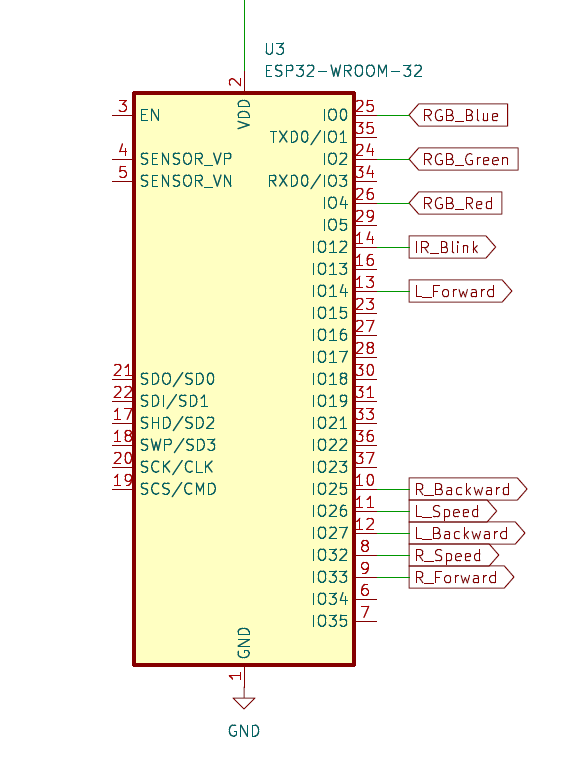 U3
ESP32-WROOM-32
2
VDD
3 EN IO0 25 RGB_Blue
TXD0/IO1 35
4 SENSOR_VP IO2 24 RGB_Green
5 SENSOR_VN RXD0/IO3 34
IO4 26 RGB_Red
IO5 29
IO12 14 IR_Blink
IO13 16
IO14 13 L_Forward
IO15 23
IO16 27
IO17 28
21 SDO/SD0 IO18 30
22 SDI/SD1 IO19 31
17 SHD/SD2 IO21 33
18 SWP/SD3 IO22 36
20 SCK/CLK IO23 37
19 SCS/CMD IO25 10 R_Backward
IO26 11 L_Speed
IO27 12 L_Backward
IO32 8 R_Speed
IO33 9 R_Forward
IO34 6
IO35 7
GND
1
GND